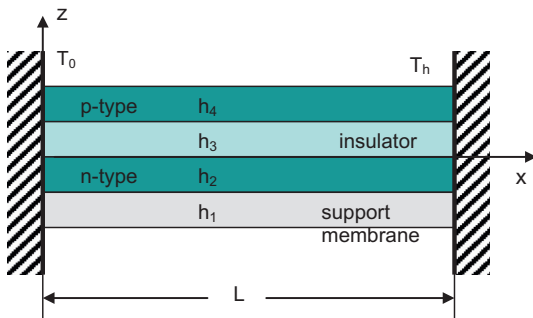 z
T₀
Tₕ
p-type h₄
h₃ insulator
n-type h₂
x
h₁ support
membrane
L